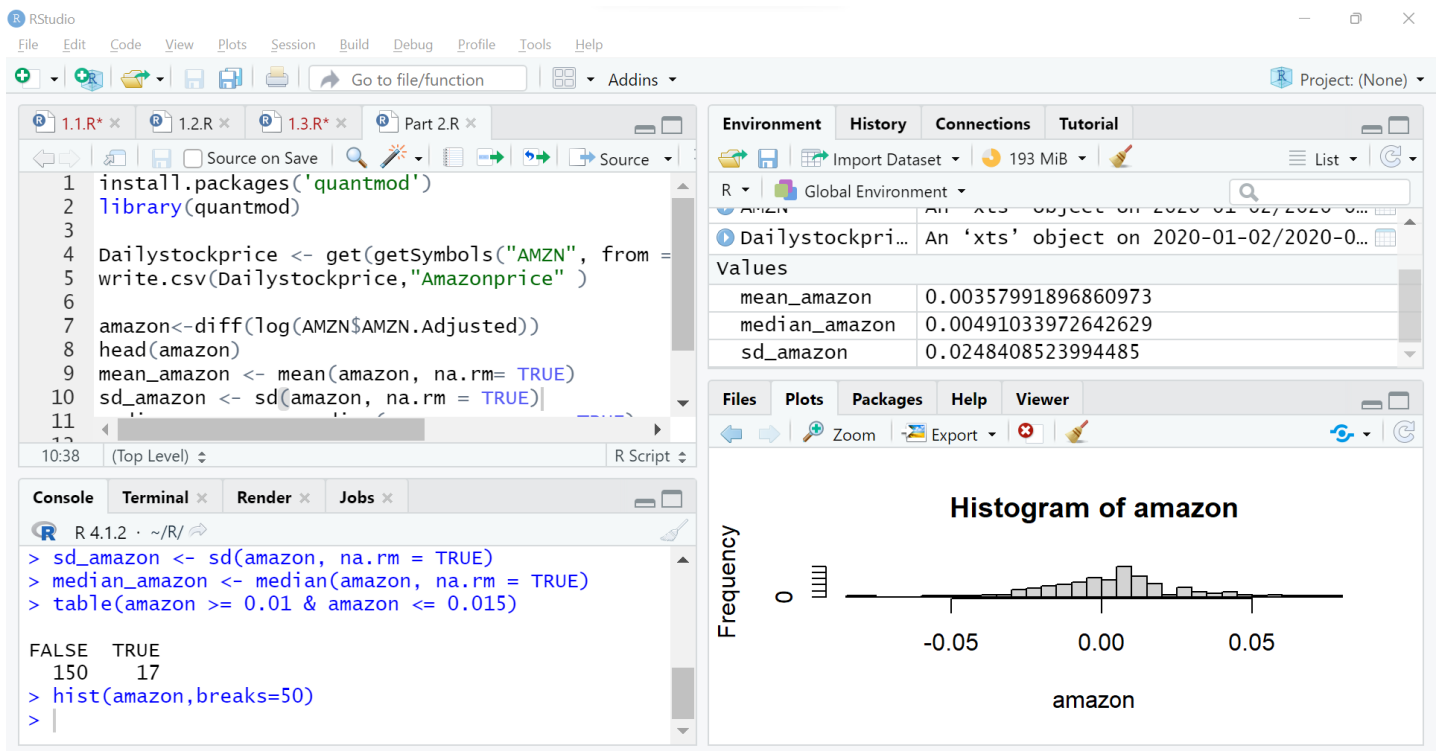 RStudio
File Edit Code View Plots Session Build Debug Profile Tools Help
Go to file/function Addins Project: (None)
1.1.R* 1.2.R 1.3.R* Part 2.R
Source on Save Source
1 install.packages('quantmod')
2 library(quantmod)
3
4 Dailystockprice <- get(getSymbols("AMZN", from =
5 write.csv(Dailystockprice,"Amazonprice" )
6
7 amazon<-diff(log(AMZN$AMZN.Adjusted))
8 head(amazon)
9 mean_amazon <- mean(amazon, na.rm= TRUE)
10 sd_amazon <- sd(amazon, na.rm = TRUE)
11
10:38 (Top Level) R Script
Console Terminal Render Jobs
R 4.1.2 · ~/R/
> sd_amazon <- sd(amazon, na.rm = TRUE)
> median_amazon <- median(amazon, na.rm = TRUE)
> table(amazon >= 0.01 & amazon <= 0.015)
FALSE TRUE
150 17
> hist(amazon,breaks=50)
>
Environment History Connections Tutorial
Import Dataset 193 MiB List
R Global Environment
Dailystockpri... An ‘xts’ object on 2020-01-02/2020-0...
Values
mean_amazon 0.00357991896860973
median_amazon 0.00491033972642629
sd_amazon 0.0248408523994485
Files Plots Packages Help Viewer
Zoom Export
Histogram of amazon
Frequency
0
-0.05 0.00 0.05
amazon